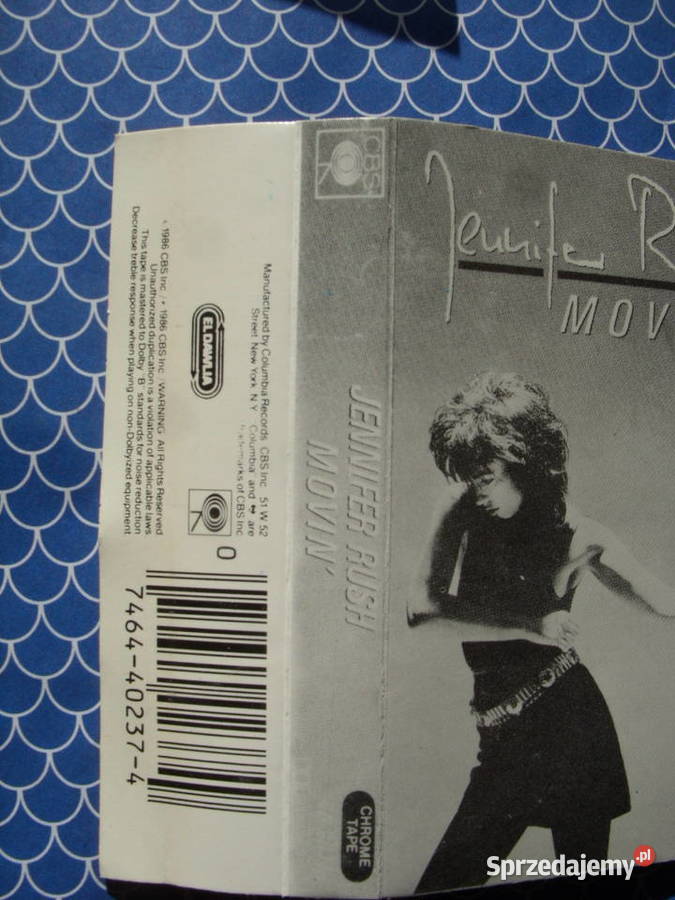 Jennifer R
MOV
CBS
JENNIFER RUSH
MOVIN'
CHROME
TAPE
Manufactured by Columbia Records CBS Inc 51 W 52
Street New York N.Y. "Columbia" and are
trademarks of CBS Inc
ELDAWLIA
0
1986 CBS Inc / 1986 CBS Inc / WARNING All Rights Reserved
Unauthorized duplication is a violation of applicable laws
This tape is mastered to Dolby "B" standards for noise reduction
Decrease treble response when playing on non-Dolbyized equipment
7464-40237-4
Sprzedajemy.pl